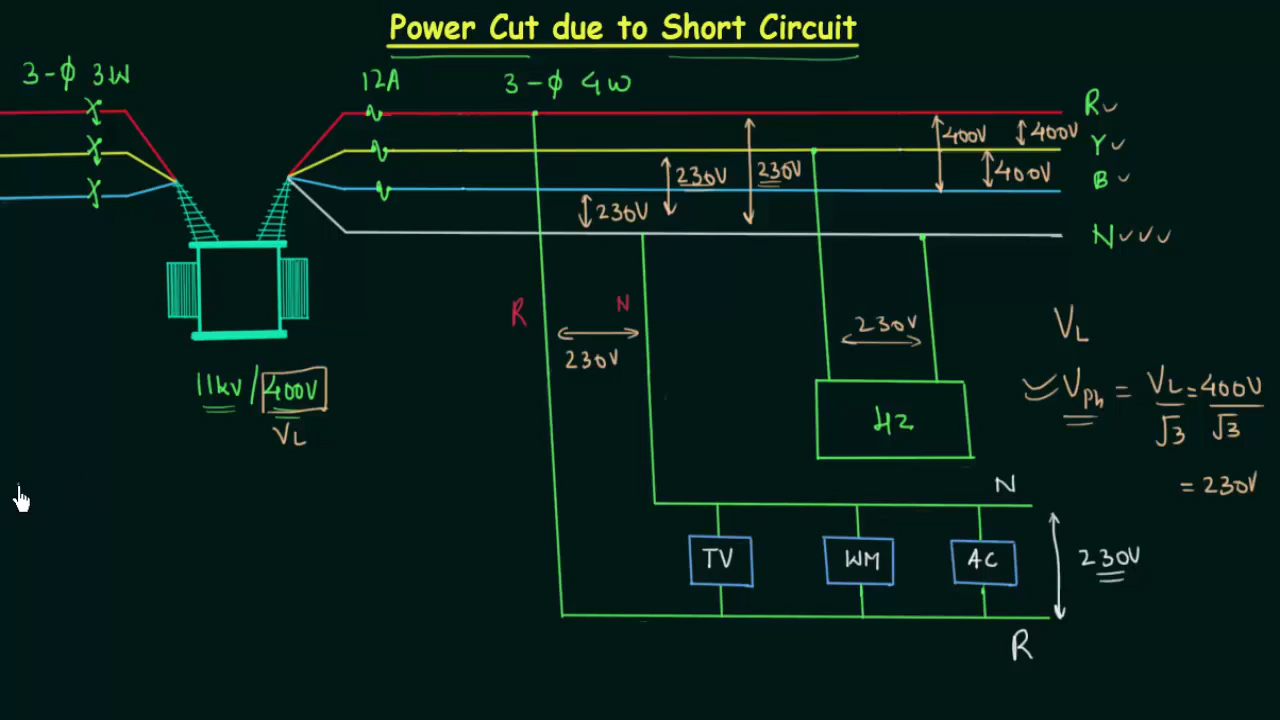 Power Cut due to Short Circuit
3-ϕ 3W
12A
3-ϕ 4W
R
400V
400V
Y
230V
230V
400V
B
230V
N
R
N
230V
230V
VL
11kV/400V
VL
Vph = VL/√3 = 400V/√3
= 230V
H2
N
TV
WM
AC
230V
R